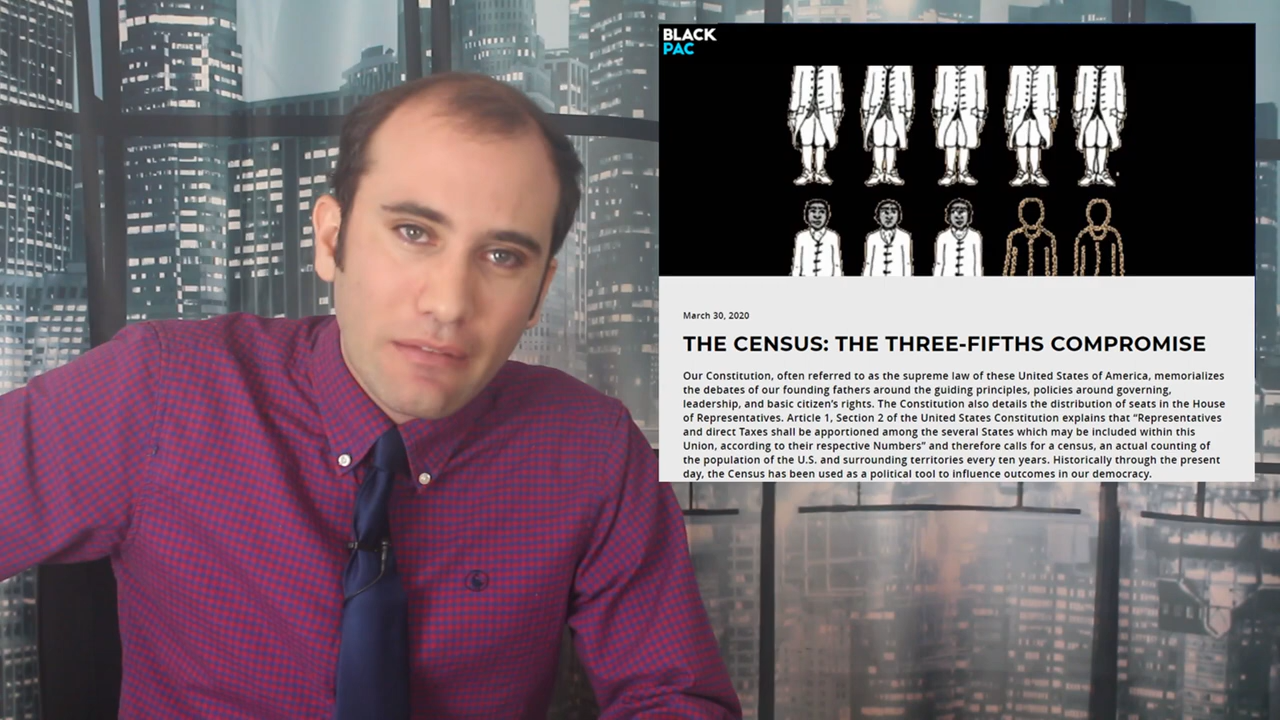 BLACK
PAC
March 30, 2020
THE CENSUS: THE THREE-FIFTHS COMPROMISE
Our Constitution, often referred to as the supreme law of these United States of America, memorializes
the debates of our founding fathers around the guiding principles, policies around governing,
leadership, and basic citizen's rights. The Constitution also details the distribution of seats in the House
of Representatives. Article 1, Section 2 of the United States Constitution explains that "Representatives
and direct Taxes shall be apportioned among the several States which may be included within this
Union, according to their respective Numbers" and therefore calls for a census, an actual counting of
the population of the U.S. and surrounding territories every ten years. Historically through the present
day, the Census has been used as a political tool to influence outcomes in our democracy.